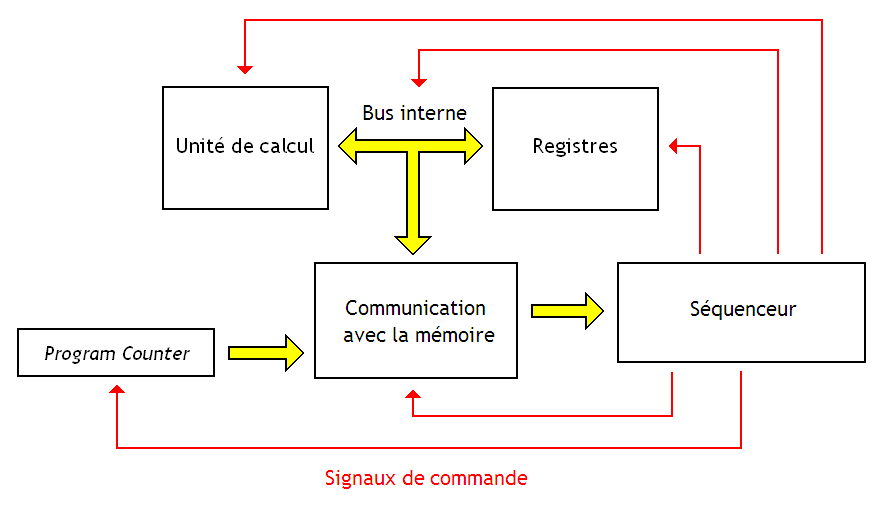 Bus interne
Unité de calcul
Registres
Communication
avec la mémoire
Séquenceur
Program Counter
Signaux de commande